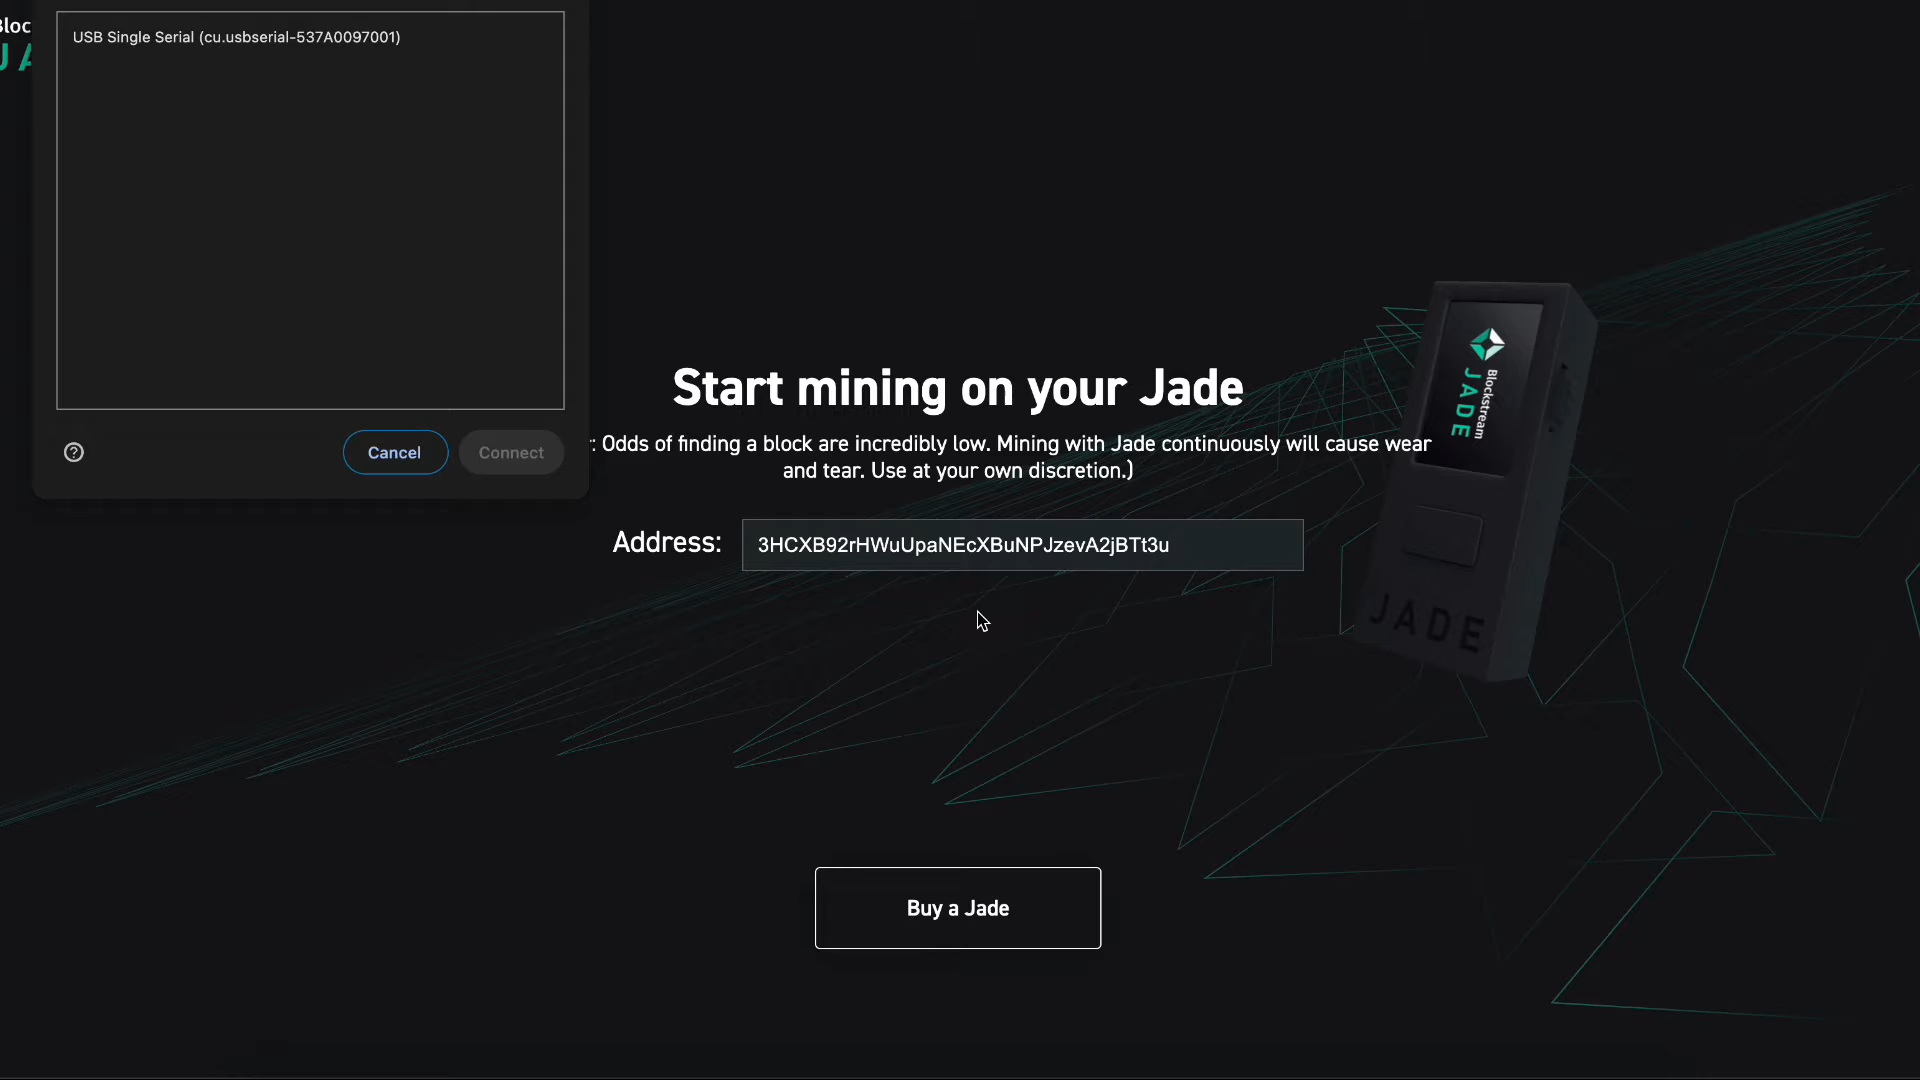 USB Single Serial (cu.usbserial-537A0097001)
Cancel
Connect
Start mining on your Jade
: Odds of finding a block are incredibly low. Mining with Jade continuously will cause wear
and tear. Use at your own discretion.)
Address:
3HCXB92rHWuUpaNEcXBuNPJzevA2jBTt3u
Blockstream
JADE
JADE
Buy a Jade